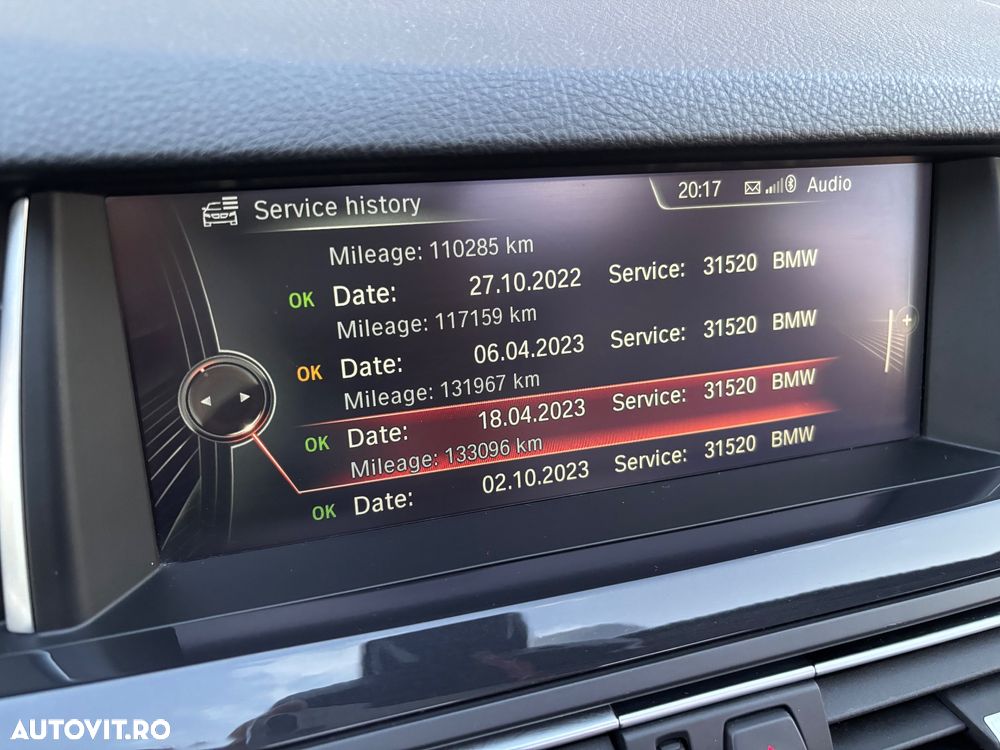 20:17 Audio
Service history
Mileage: 110285 km
OK Date: 27.10.2022 Service: 31520 BMW
Mileage: 117159 km
OK Date: 06.04.2023 Service: 31520 BMW
Mileage: 131967 km
OK Date: 18.04.2023 Service: 31520 BMW
Mileage: 133096 km
OK Date: 02.10.2023 Service: 31520 BMW
AUTOVIT.RO